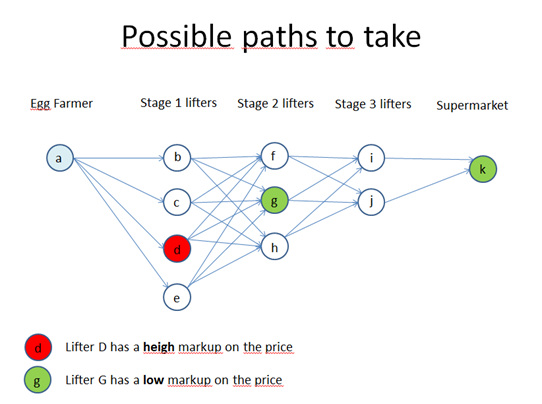 Possible paths to take
Egg Farmer
Stage 1 lifters
Stage 2 lifters
Stage 3 lifters
Supermarket
a
b
f
i
k
c
g
j
d
h
e
d
Lifter D has a heigh markup on the price
g
Lifter G has a low markup on the price